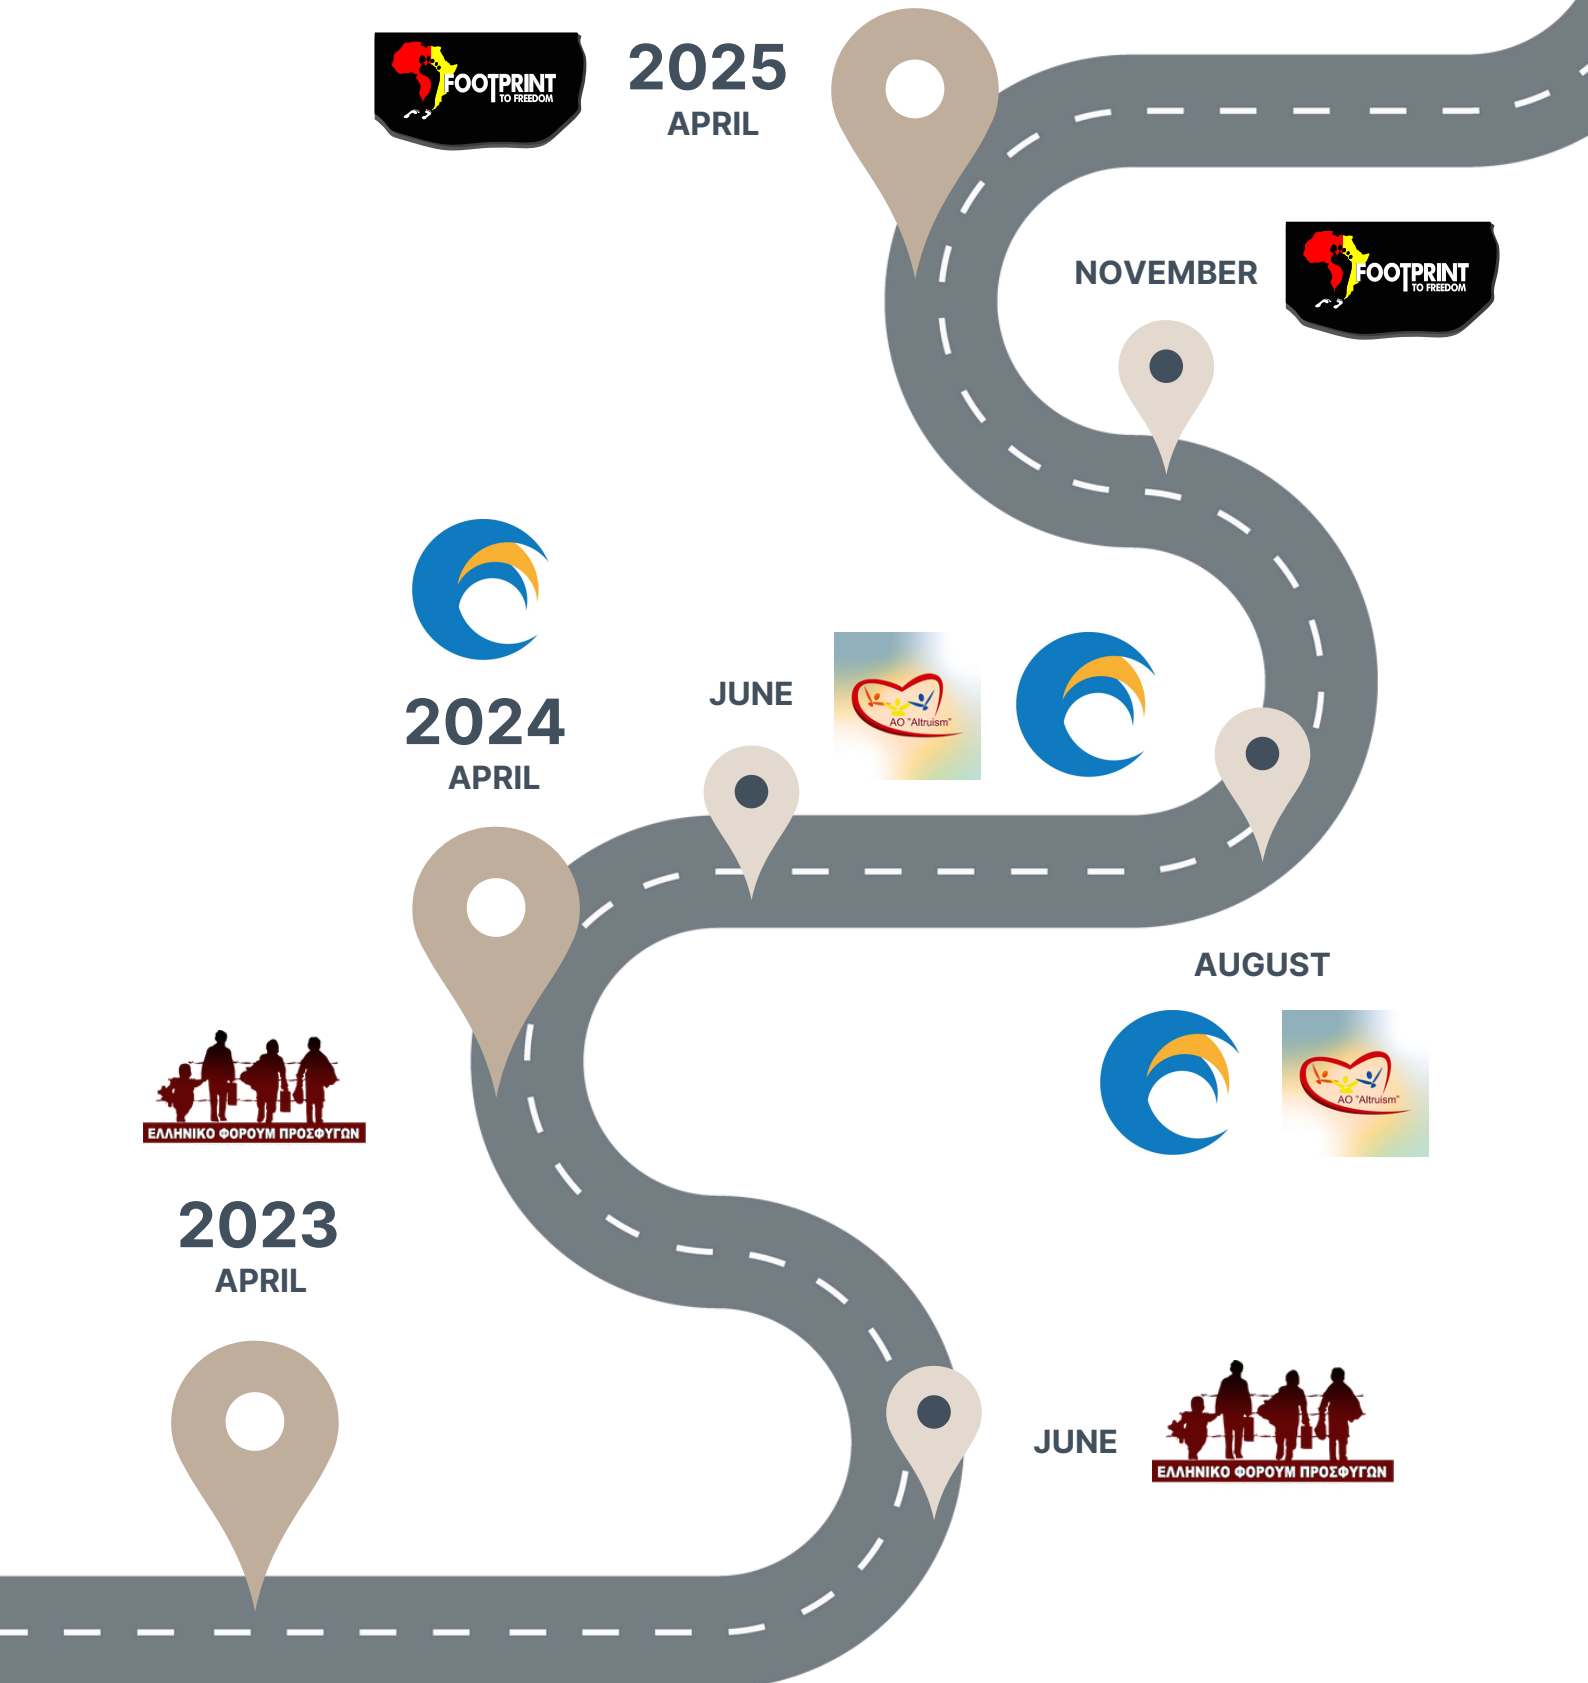 FOOTPRINT
TO FREEDOM
2025
APRIL
NOVEMBER
FOOTPRINT
TO FREEDOM
2024
APRIL
JUNE
AO "Altruism"
AUGUST
AO "Altruism"
ΕΛΛΗΝΙΚΟ ΦΟΡΟΥΜ ΠΡΟΣΦΥΓΩΝ
2023
APRIL
JUNE
ΕΛΛΗΝΙΚΟ ΦΟΡΟΥΜ ΠΡΟΣΦΥΓΩΝ